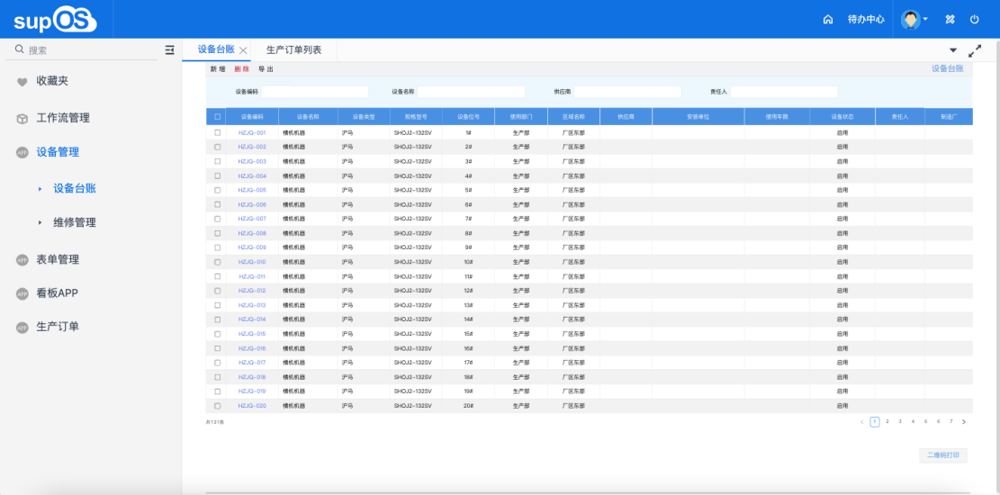 supOS
待办中心
搜索
设备台账 生产订单列表
收藏夹
工作流管理
设备管理
设备台账
维修管理
表单管理
看板APP
生产订单
新增 删除 导出 设备台账
设备编码 设备名称 供应商 责任人
设备编码 设备名称 设备类型 规格型号 设备位号 使用部门 区域名称 供应商 安装单位 使用年限 设备状态 责任人 制造厂
HZJQ-001 横机机器 沪马 SHOJ2-132SV 1# 生产部 厂区东部 启用
HZJQ-002 横机机器 沪马 SHOJ2-132SV 2# 生产部 厂区东部 启用
HZJQ-003 横机机器 沪马 SHOJ2-132SV 3# 生产部 厂区东部 启用
HZJQ-004 横机机器 沪马 SHOJ2-132SV 4# 生产部 厂区东部 启用
HZJQ-005 横机机器 沪马 SHOJ2-132SV 5# 生产部 厂区东部 启用
HZJQ-006 横机机器 沪马 SHOJ2-132SV 6# 生产部 厂区东部 启用
HZJQ-007 横机机器 沪马 SHOJ2-132SV 7# 生产部 厂区东部 启用
HZJQ-008 横机机器 沪马 SHOJ2-132SV 8# 生产部 厂区东部 启用
HZJQ-009 横机机器 沪马 SHOJ2-132SV 9# 生产部 厂区东部 启用
HZJQ-010 横机机器 沪马 SHOJ2-132SV 10# 生产部 厂区东部 启用
HZJQ-011 横机机器 沪马 SHOJ2-132SV 11# 生产部 厂区东部 启用
HZJQ-012 横机机器 沪马 SHOJ2-132SV 12# 生产部 厂区东部 启用
HZJQ-013 横机机器 沪马 SHOJ2-132SV 13# 生产部 厂区东部 启用
HZJQ-014 横机机器 沪马 SHOJ2-132SV 14# 生产部 厂区东部 启用
HZJQ-015 横机机器 沪马 SHOJ2-132SV 15# 生产部 厂区东部 启用
HZJQ-016 横机机器 沪马 SHOJ2-132SV 16# 生产部 厂区东部 启用
HZJQ-017 横机机器 沪马 SHOJ2-132SV 17# 生产部 厂区东部 启用
HZJQ-018 横机机器 沪马 SHOJ2-132SV 18# 生产部 厂区东部 启用
HZJQ-019 横机机器 沪马 SHOJ2-132SV 19# 生产部 厂区东部 启用
HZJQ-020 横机机器 沪马 SHOJ2-132SV 20# 生产部 厂区东部 启用
共131条 < 1 2 3 4 5 6 7 >
二维码打印